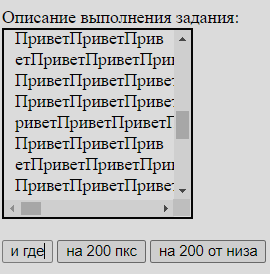 Описание выполнения задания:
ПриветПриветПрив
етПриветПриветПри
ПриветПриветПривет
ПриветПриветПривет
риветПриветПриветП
ПриветПриветПрив
етПриветПриветПри
ПриветПриветПривет
и где на 200 пкс на 200 от низа